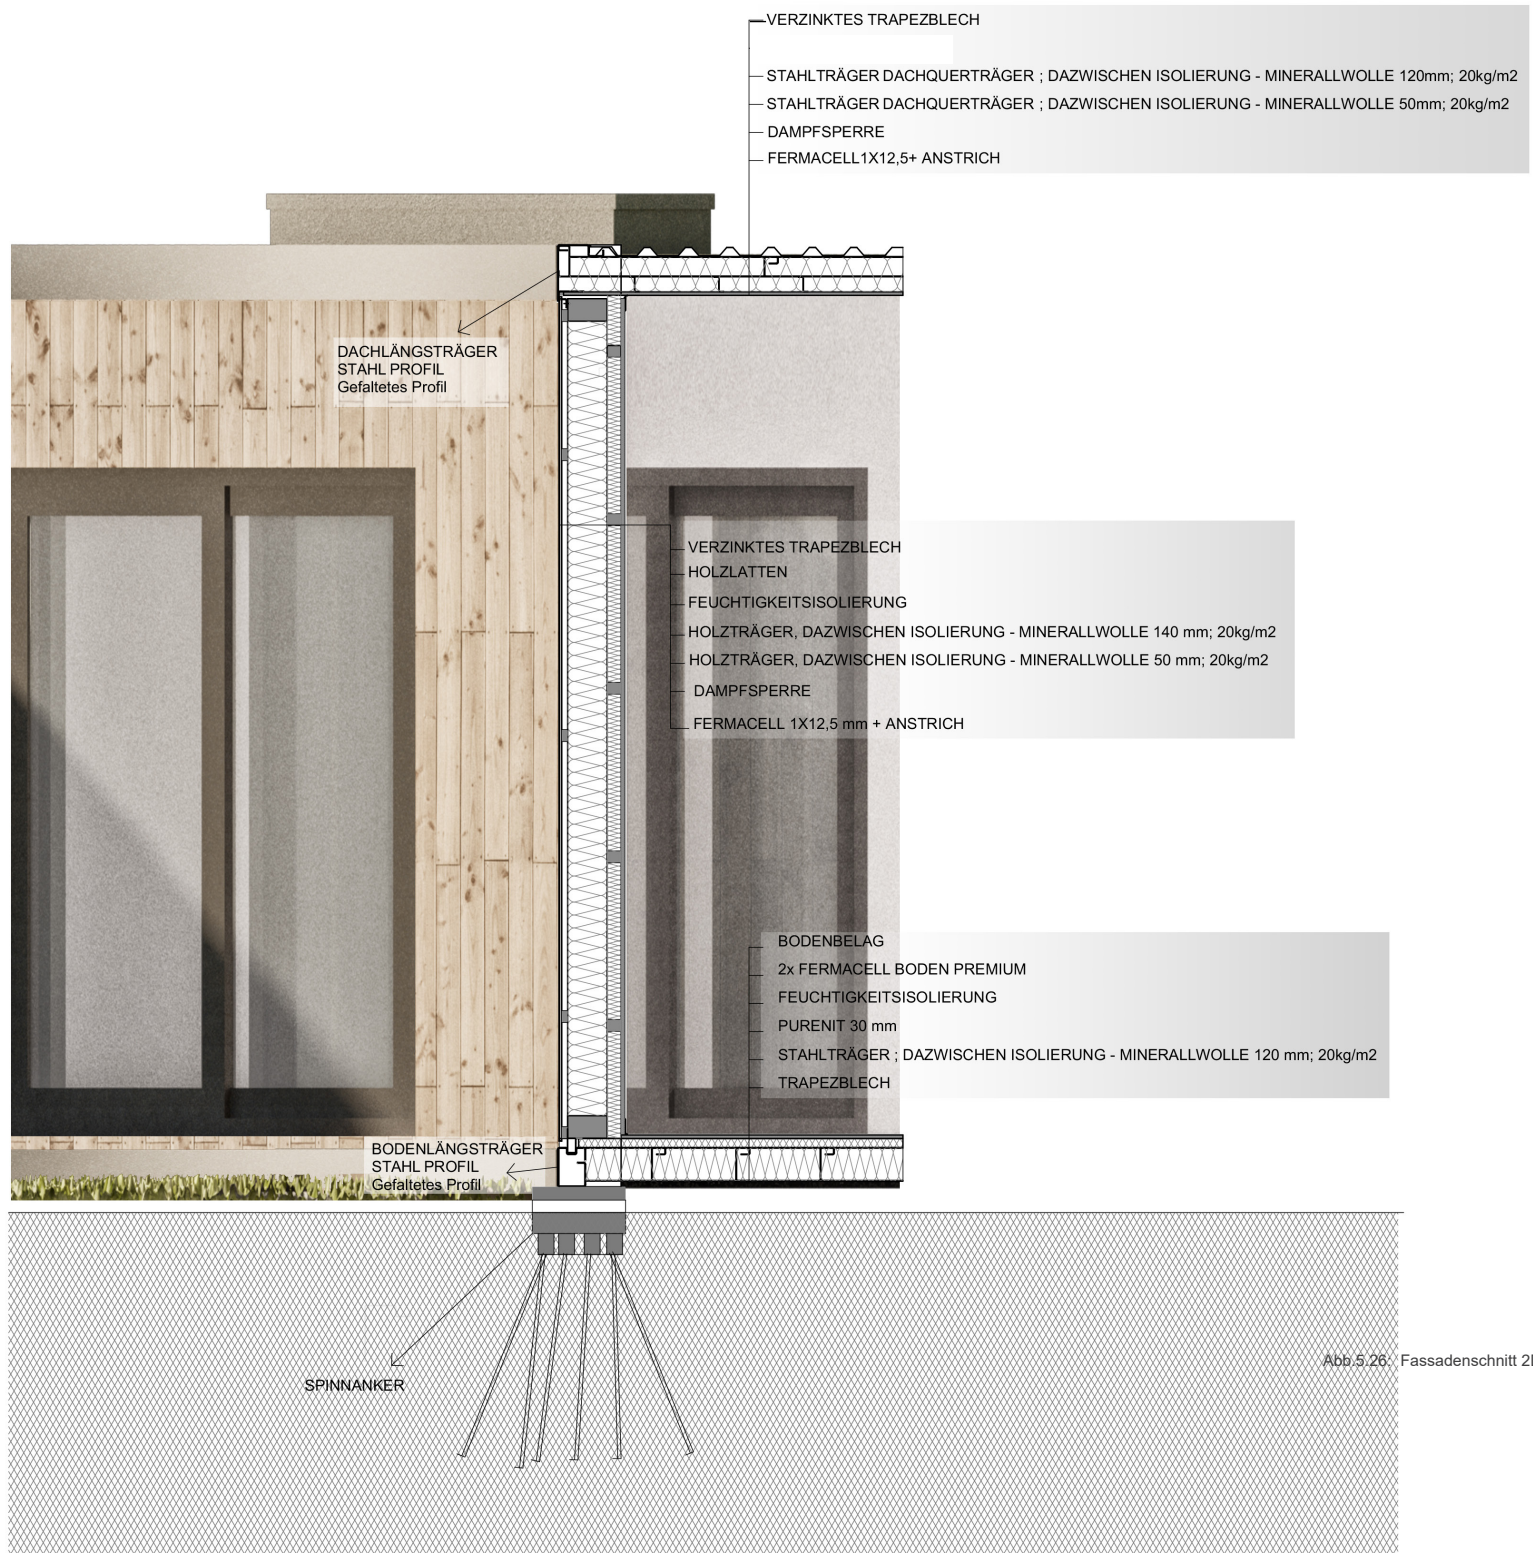 VERZINKTES TRAPEZBLECH
STAHLTRÄGER DACHQUERTRÄGER ; DAZWISCHEN ISOLIERUNG - MINERALLWOLLE 120mm; 20kg/m2
STAHLTRÄGER DACHQUERTRÄGER ; DAZWISCHEN ISOLIERUNG - MINERALLWOLLE 50mm; 20kg/m2
DAMPFSPERRE
FERMACELL1X12,5+ ANSTRICH
DACHLÄNGSTRÄGER
STAHL PROFIL
Gefaltetes Profil
VERZINKTES TRAPEZBLECH
HOLZLATTEN
FEUCHTIGKEITSISOLIERUNG
HOLZTRÄGER, DAZWISCHEN ISOLIERUNG - MINERALLWOLLE 140 mm; 20kg/m2
HOLZTRÄGER, DAZWISCHEN ISOLIERUNG - MINERALLWOLLE 50 mm; 20kg/m2
DAMPFSPERRE
FERMACELL 1X12,5 mm + ANSTRICH
BODENBELAG
2x FERMACELL BODEN PREMIUM
FEUCHTIGKEITSISOLIERUNG
PURENIT 30 mm
STAHLTRÄGER ; DAZWISCHEN ISOLIERUNG - MINERALLWOLLE 120 mm; 20kg/m2
TRAPEZBLECH
BODENLÄNGSTRÄGER
STAHL PROFIL
Gefaltetes Profil
SPINNANKER
Abb.5.26: Fassadenschnitt